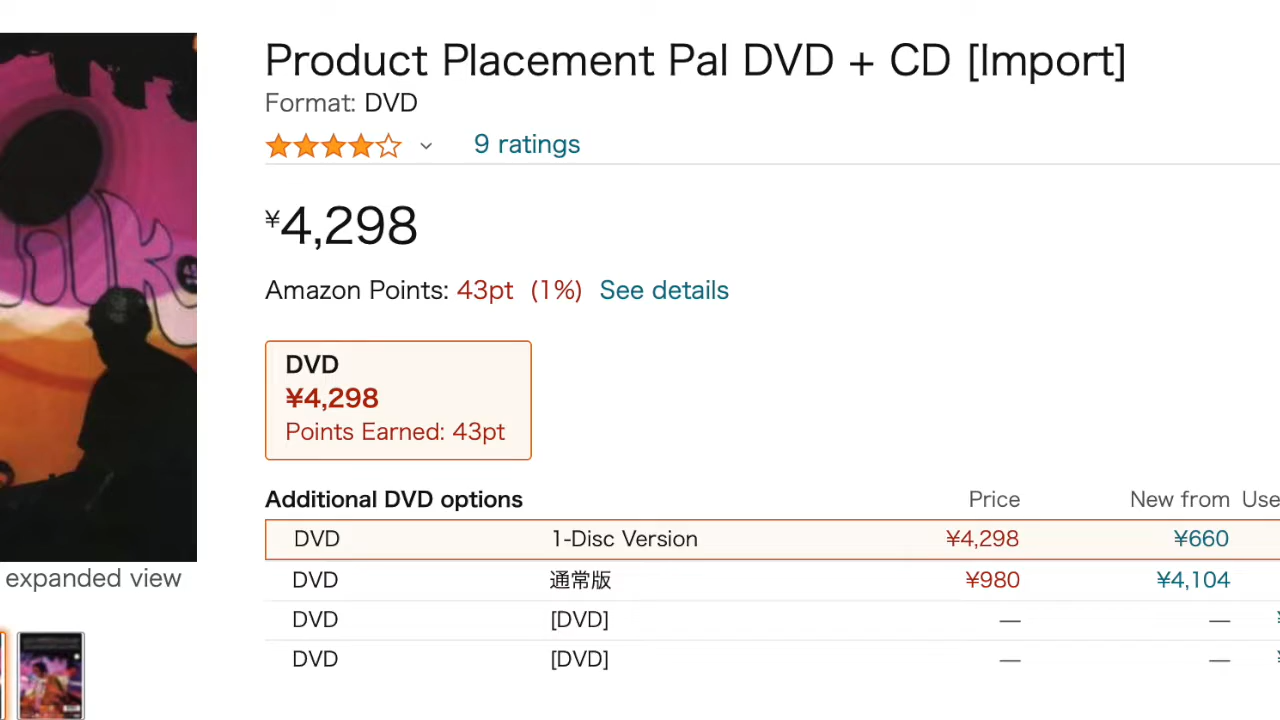 Product Placement Pal DVD + CD [Import]
Format: DVD
9 ratings
¥4,298
Amazon Points: 43pt (1%) See details
DVD
¥4,298
Points Earned: 43pt
Additional DVD options Price New from Use
DVD 1-Disc Version ¥4,298 ¥660
DVD 通常版 ¥980 ¥4,104
DVD [DVD] — —
DVD [DVD] — —
expanded view